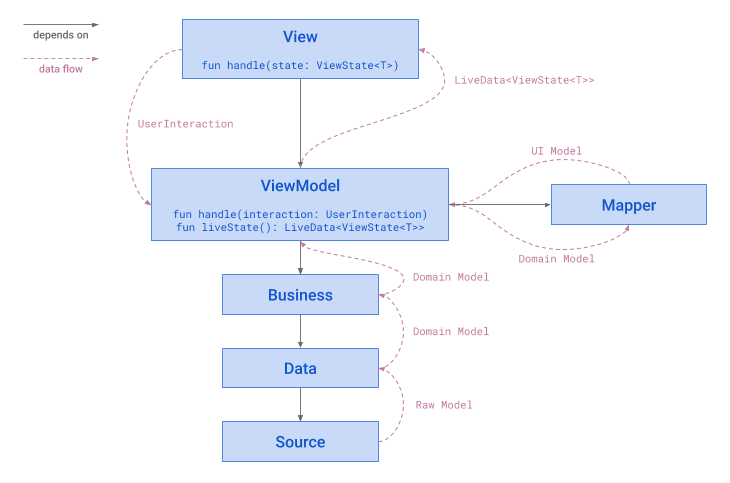 depends on
data flow
View
fun handle(state: ViewState<T>)
LiveData<ViewState<T>>
UserInteraction
UI Model
ViewModel
fun handle(interaction: UserInteraction)
fun liveState(): LiveData<ViewState<T>>
Mapper
Domain Model
Domain Model
Business
Domain Model
Data
Raw Model
Source